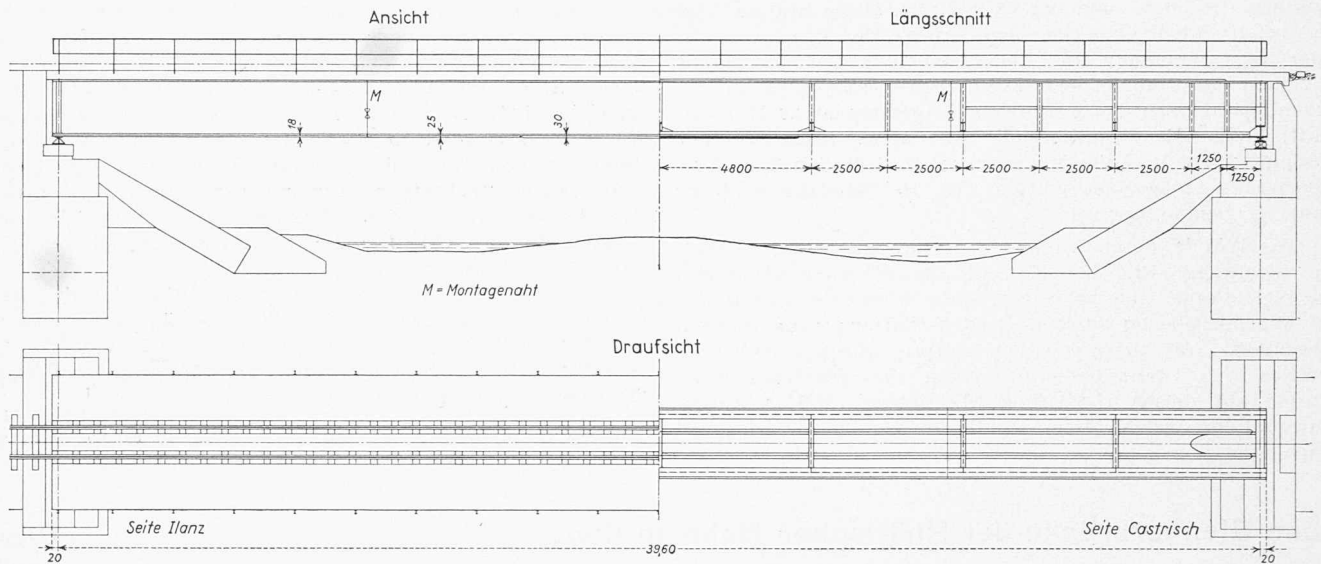 Ansicht
Längsschnitt
M
M
18
25
30
4800
2500
2500
2500
2500
2500
1250
1250
M = Montagenaht
Draufsicht
Seite Ilanz
Seite Castrisch
20
39,60
20